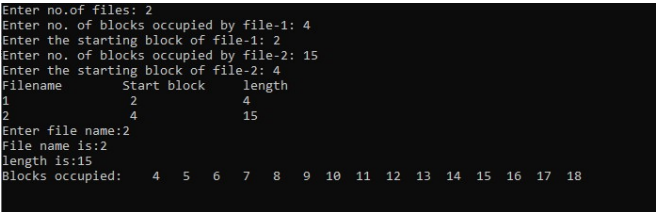 Enter no.of files: 2
Enter no. of blocks occupied by file-1: 4
Enter the starting block of file-1: 2
Enter no. of blocks occupied by file-2: 15
Enter the starting block of file-2: 4
Filename        Start block     length
1               2               4
2               4               15
Enter file name:2
File name is:2
length is:15
Blocks occupied:    4   5   6   7   8   9  10  11  12  13  14  15  16  17  18